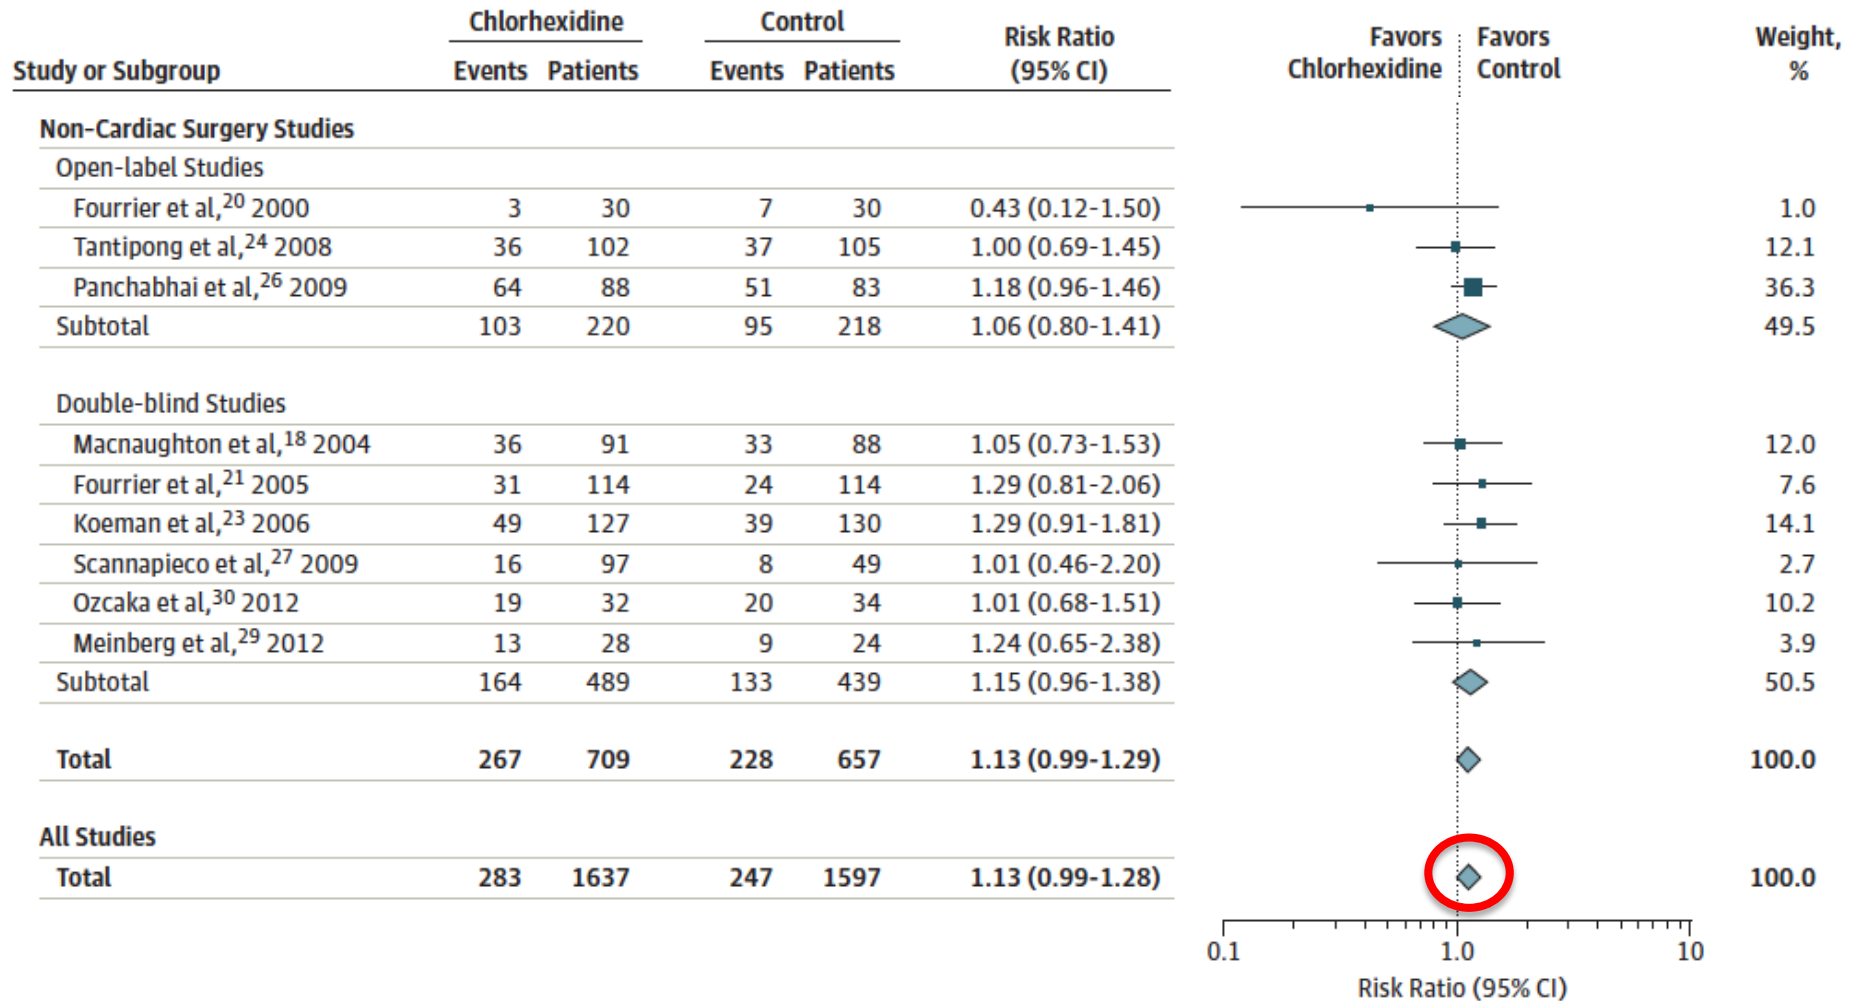 Chlorhexidine Control Risk Ratio Favors Favors Weight,
Study or Subgroup Events Patients Events Patients (95% CI) Chlorhexidine Control %
Non-Cardiac Surgery Studies
Open-label Studies
Fourrier et al,20 2000 3 30 7 30 0.43 (0.12-1.50) 1.0
Tantipong et al,24 2008 36 102 37 105 1.00 (0.69-1.45) 12.1
Panchabhai et al,26 2009 64 88 51 83 1.18 (0.96-1.46) 36.3
Subtotal 103 220 95 218 1.06 (0.80-1.41) 49.5
Double-blind Studies
Macnaughton et al,18 2004 36 91 33 88 1.05 (0.73-1.53) 12.0
Fourrier et al,21 2005 31 114 24 114 1.29 (0.81-2.06) 7.6
Koeman et al,23 2006 49 127 39 130 1.29 (0.91-1.81) 14.1
Scannapieco et al,27 2009 16 97 8 49 1.01 (0.46-2.20) 2.7
Ozcaka et al,30 2012 19 32 20 34 1.01 (0.68-1.51) 10.2
Meinberg et al,29 2012 13 28 9 24 1.24 (0.65-2.38) 3.9
Subtotal 164 489 133 439 1.15 (0.96-1.38) 50.5
Total 267 709 228 657 1.13 (0.99-1.29) 100.0
All Studies
Total 283 1637 247 1597 1.13 (0.99-1.28) 100.0
0.1 1.0 10
Risk Ratio (95% CI)